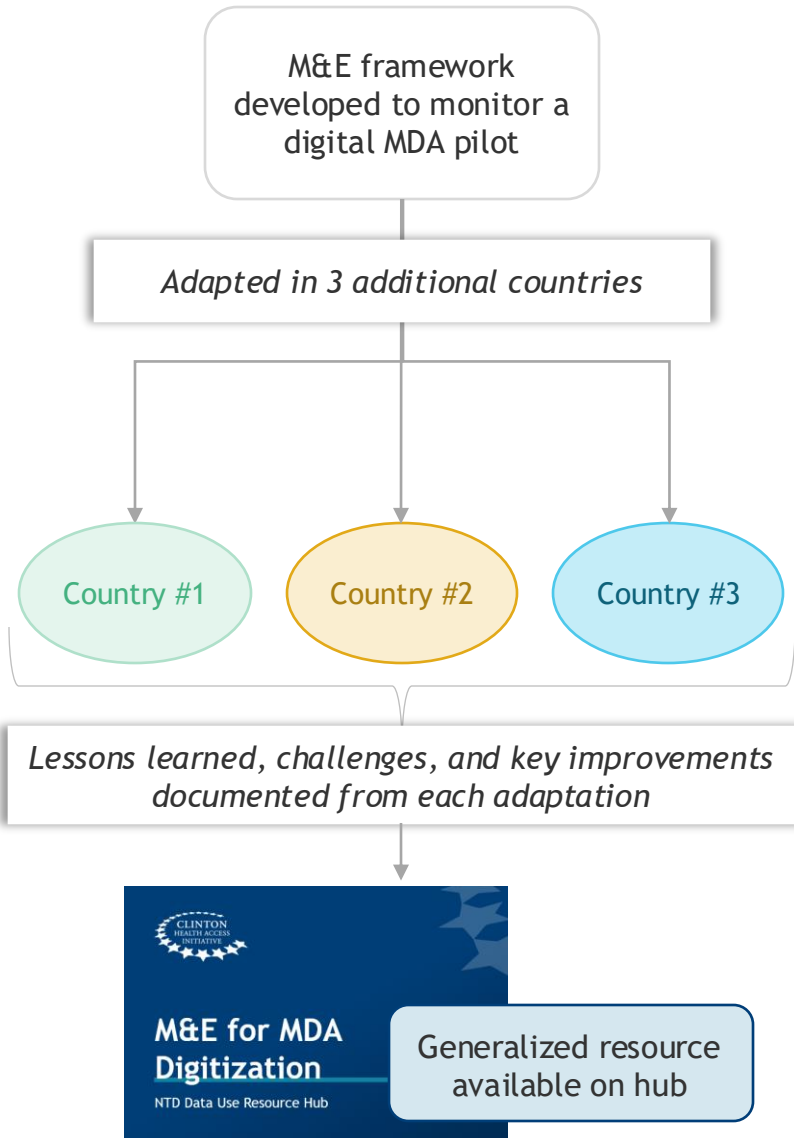 M&E framework
developed to monitor a
digital MDA pilot
Adapted in 3 additional countries
Country #1
Country #2
Country #3
Lessons learned, challenges, and key improvements
documented from each adaptation
CLINTON
HEALTH ACCESS
INITIATIVE
M&E for MDA
Digitization
NTD Data Use Resource Hub
Generalized resource
available on hub